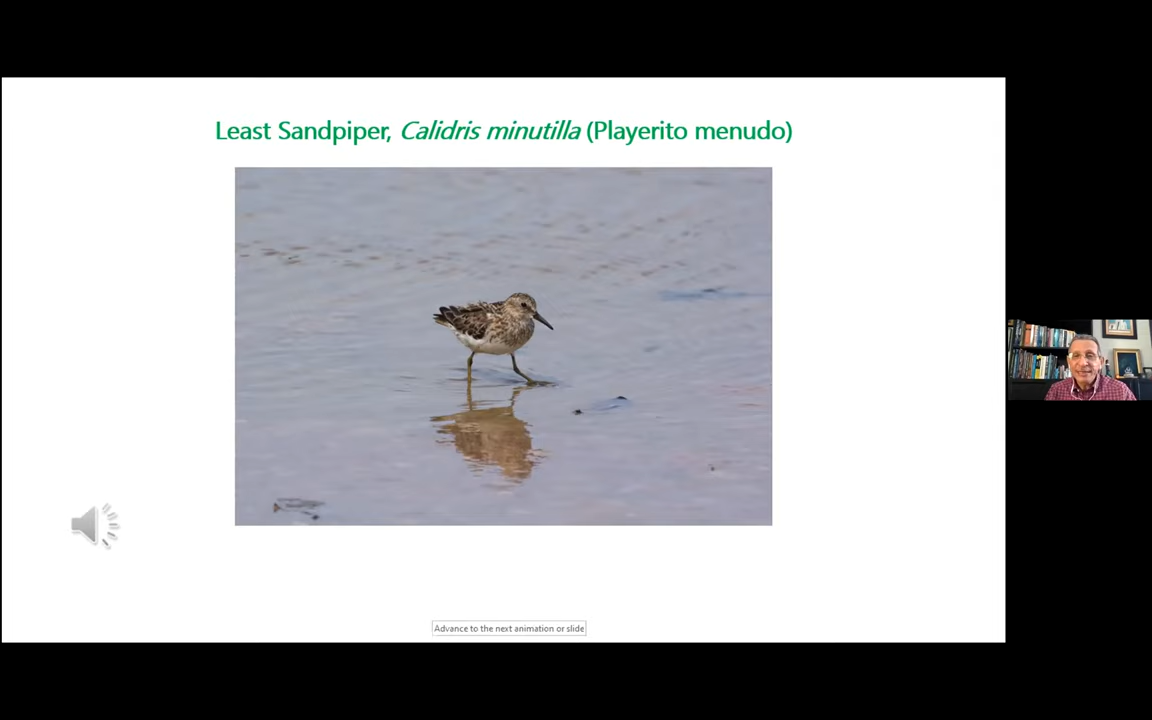 Least Sandpiper, Calidris minutilla (Playerito menudo)
Advance to the next animation or slide